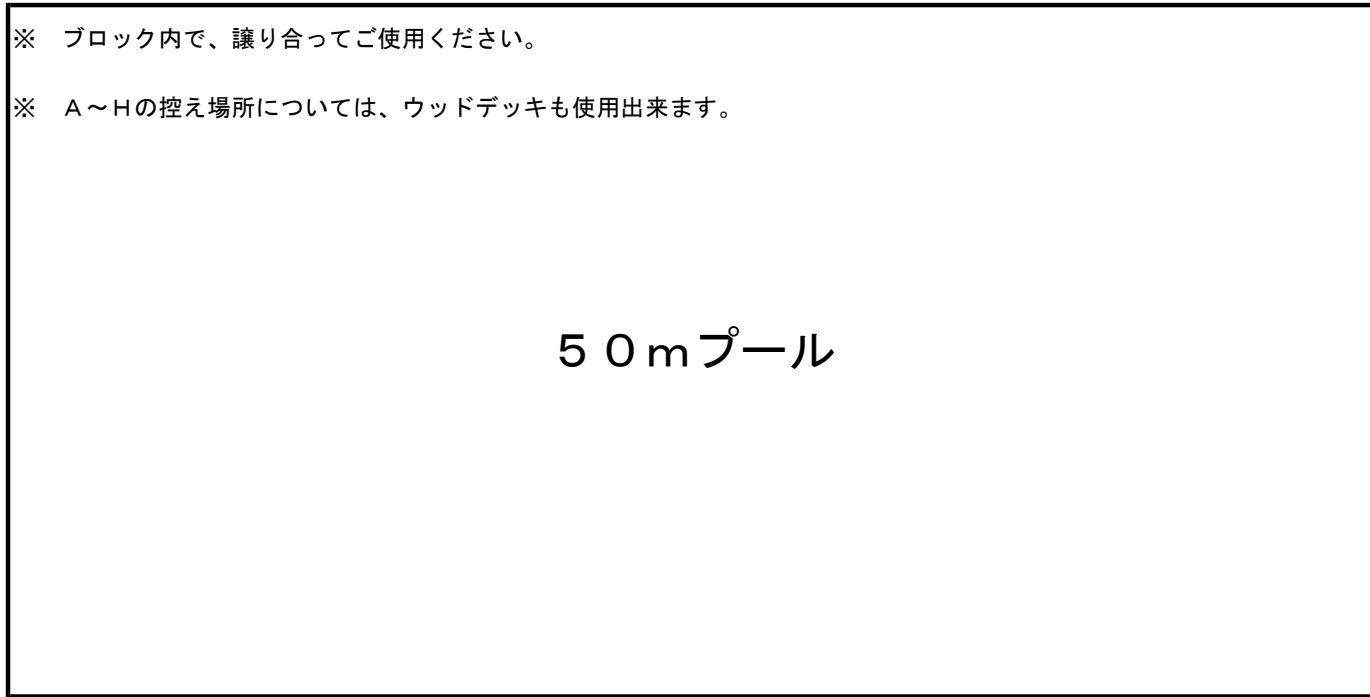 ※　ブロック内で、譲り合ってご使用ください。
※　Ａ～Ｈの控え場所については、ウッドデッキも使用出来ます。
５０ｍプール